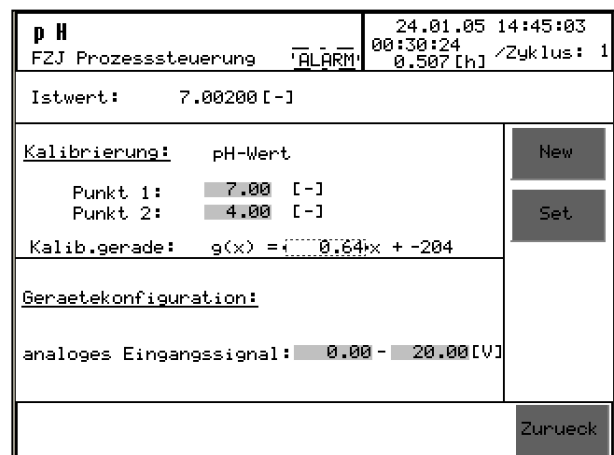 p H
24.01.05 14:45:03
FZJ Prozesssteuerung
'ALARM'
00:30:24
0.507[h]
/Zyklus: 1
Istwert: 7.00200[-]
Kalibrierung: pH-Wert
New
Punkt 1: 7.00 [-]
Punkt 2: 4.00 [-]
Set
Kalib.gerade: g(x) = 0.64 x + -204
Geraetekonfiguration:
analoges Eingangssignal: 0.00 - 20.00[V]
Zurueck